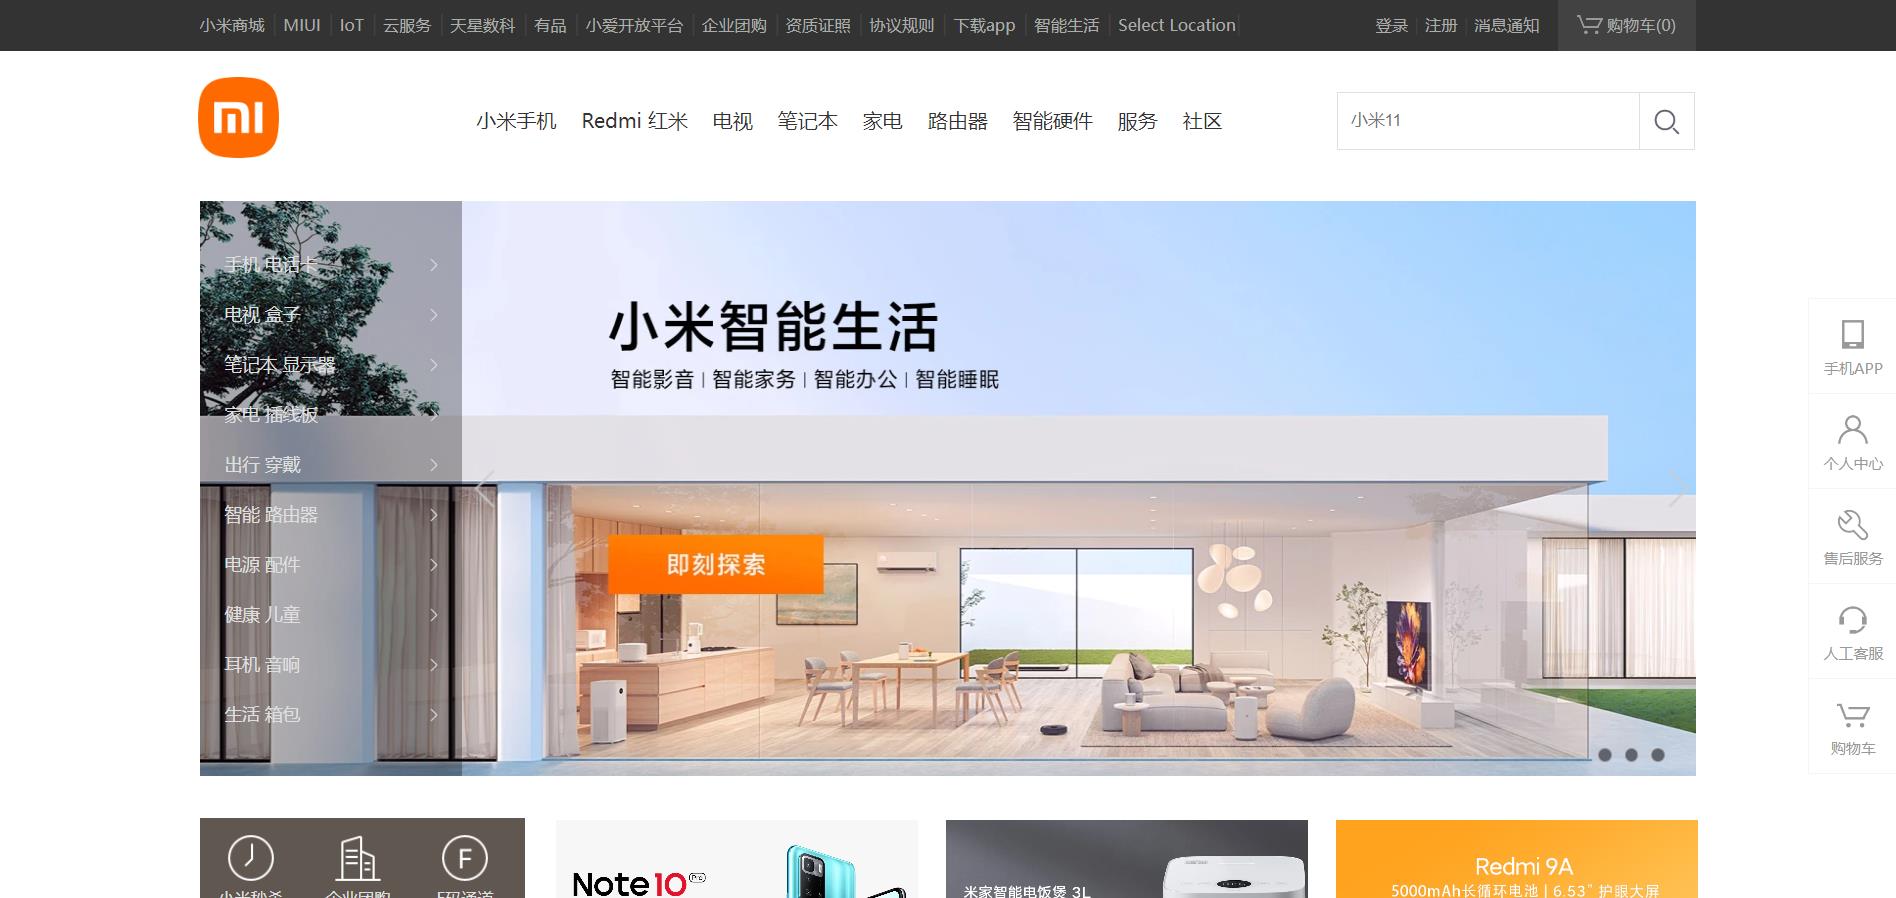 小米商城 MIUI IoT 云服务 天星数科 有品 小爱开放平台 企业团购 资质证照 协议规则 下载app 智能生活 Select Location 登录 注册 消息通知 购物车(0)
小米手机 Redmi 红米 电视 笔记本 家电 路由器 智能硬件 服务 社区 小米11
手机 电话卡
电视 盒子
笔记本 显示器
家电 插线板
出行 穿戴
智能 路由器
电源 配件
健康 儿童
耳机 音响
生活 箱包
小米智能生活
智能影音 | 智能家务 | 智能办公 | 智能睡眠
即刻探索
手机APP
个人中心
售后服务
人工客服
购物车
小米秒杀 企业团购 F码通道
Note 10 Pro
米家智能电饭煲 3L
Redmi 9A
5000mAh长循环电池 | 6.53" 护眼大屏